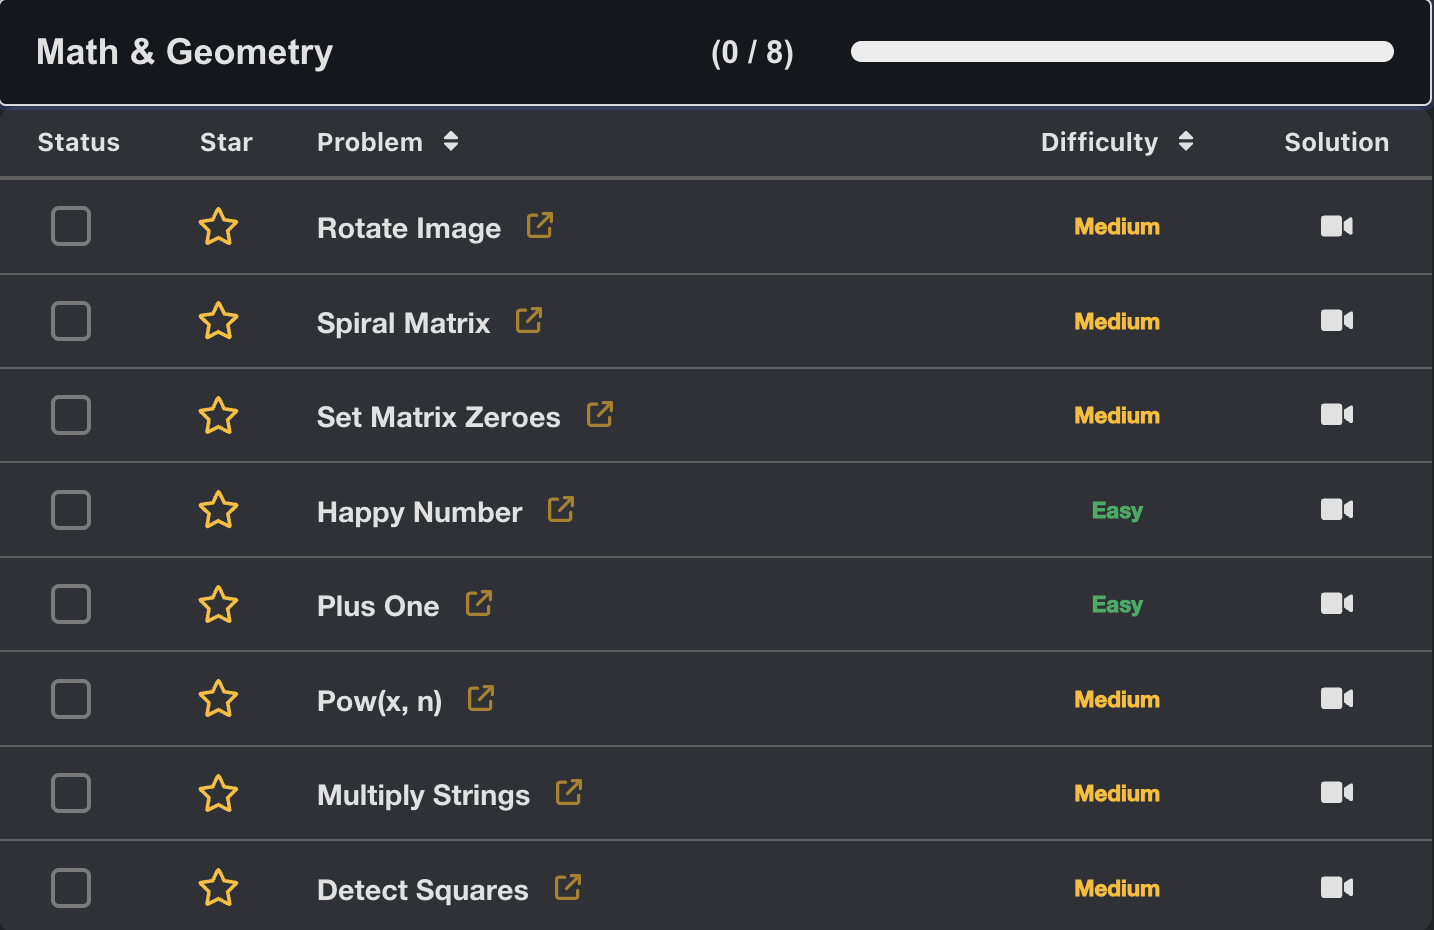 Math & Geometry (0 / 8)
Status Star Problem Difficulty Solution
Rotate Image Medium
Spiral Matrix Medium
Set Matrix Zeroes Medium
Happy Number Easy
Plus One Easy
Pow(x, n) Medium
Multiply Strings Medium
Detect Squares Medium